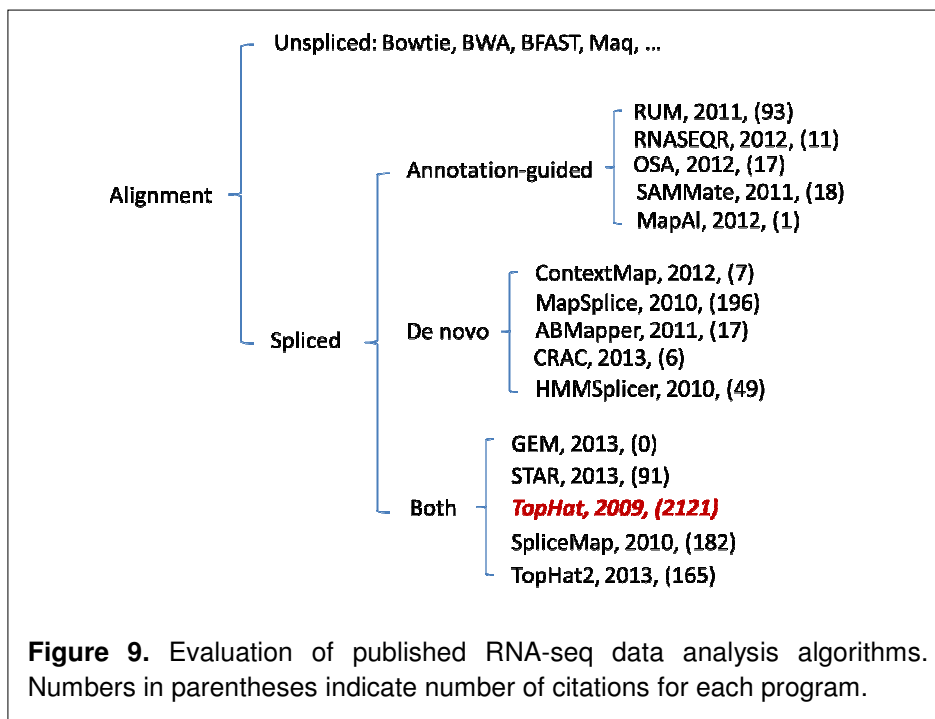 Unspliced: Bowtie, BWA, BFAST, Maq, ...
Alignment
Spliced
Annotation-guided
RUM, 2011, (93)
RNASEQR, 2012, (11)
OSA, 2012, (17)
SAMMate, 2011, (18)
MapAl, 2012, (1)
De novo
ContextMap, 2012, (7)
MapSplice, 2010, (196)
ABMapper, 2011, (17)
CRAC, 2013, (6)
HMMSplicer, 2010, (49)
Both
GEM, 2013, (0)
STAR, 2013, (91)
TopHat, 2009, (2121)
SpliceMap, 2010, (182)
TopHat2, 2013, (165)
Figure 9. Evaluation of published RNA-seq data analysis algorithms.
Numbers in parentheses indicate number of citations for each program.